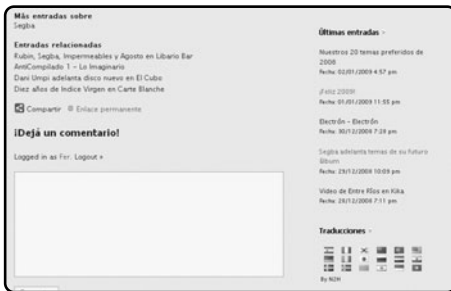 Más entradas sobre
Segba
Entradas relacionadas
Rubin, Segba, Impermeables y Agosto en Libario Bar
AntiCompilado 1 – Lo Imaginario
Dani Umpi adelanta disco nuevo en El Cubo
Diez años de Indice Virgen en Carte Blanche
Compartir Enlace permanente
¡Dejá un comentario!
Logged in as Fer. Logout »
Últimas entradas
Nuestros 20 temas preferidos de
2008
Fecha: 02/01/2009 4:57 pm
¡Feliz 2009!
Fecha: 01/01/2009 11:55 pm
Electrón – Electrón
Fecha: 30/12/2008 7:28 pm
Segba adelanta temas de su futuro
álbum
Fecha: 29/12/2008 10:09 pm
Video de Entre Ríos en Kika
Fecha: 26/12/2008 7:11 pm
Traducciones
By N2H